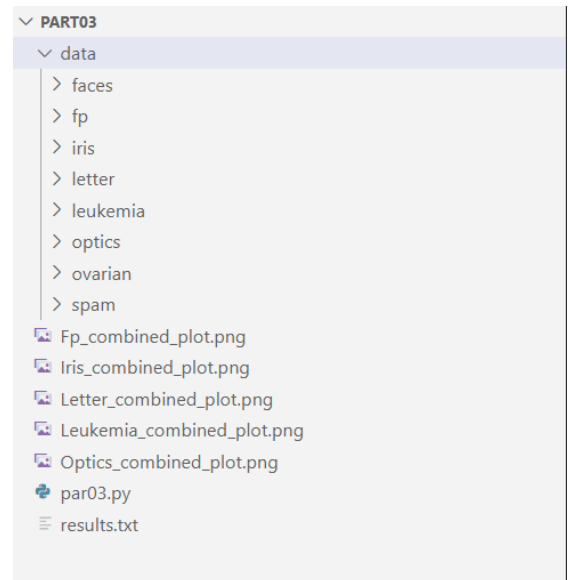 PART03
data
faces
fp
iris
letter
leukemia
optics
ovarian
spam
Fp_combined_plot.png
Iris_combined_plot.png
Letter_combined_plot.png
Leukemia_combined_plot.png
Optics_combined_plot.png
par03.py
results.txt